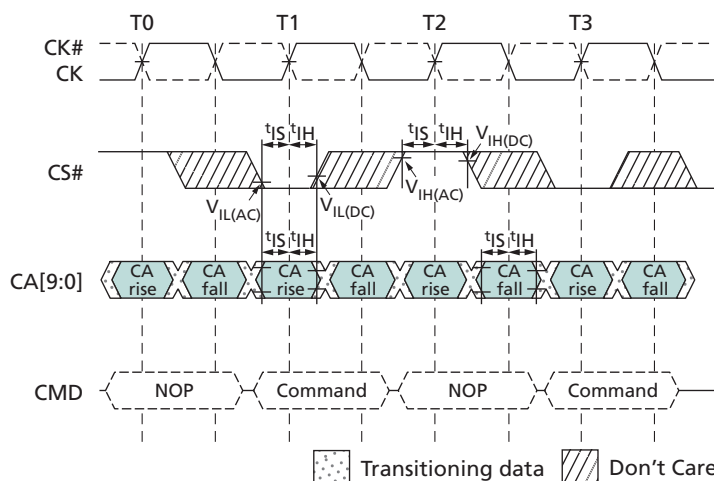 T0 T1 T2 T3
CK#
CK
tIS tIH tIS tIH
VIH(DC)
CS#
VIL(AC) VIL(DC) VIH(AC)
tIS tIH tIS tIH
CA[9:0]
CA rise CA fall CA rise CA fall CA rise CA fall CA rise CA fall
CMD NOP Command NOP Command
Transitioning data Don't Care